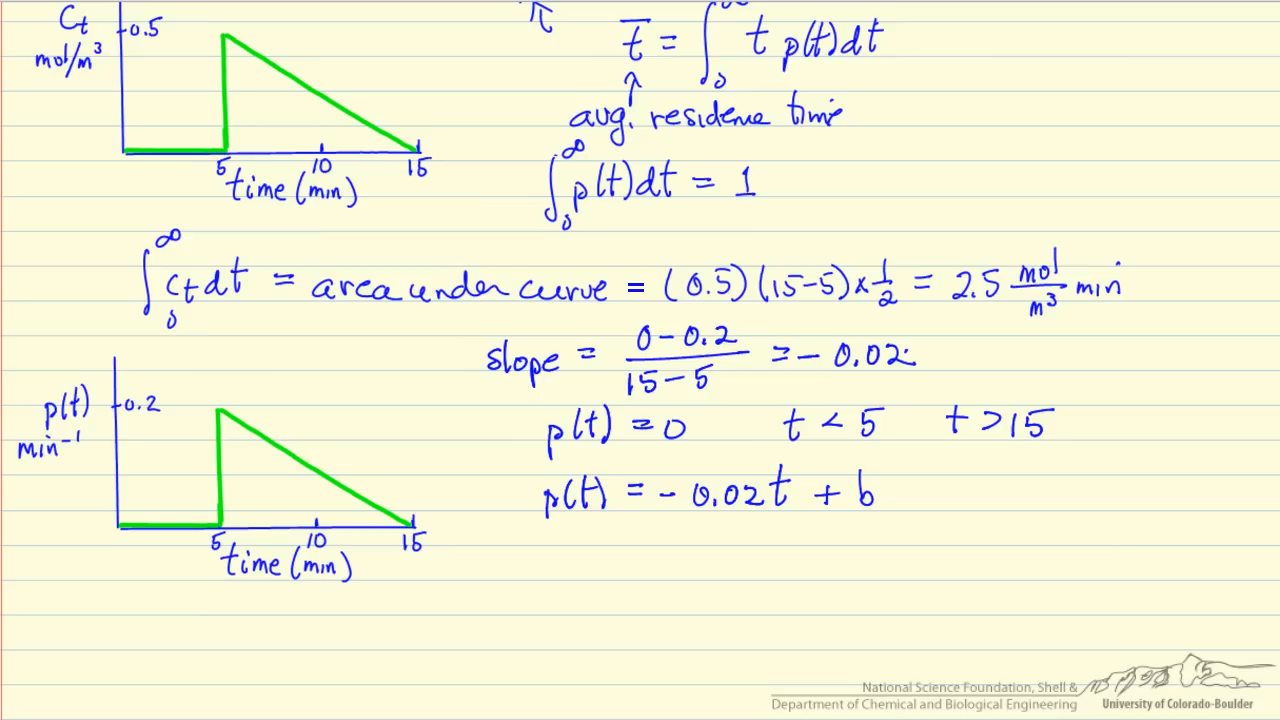 Ct 0.5
mol/m³
5 10 15
time (min)
π
t̄ = ∫₀^∞ t p(t) dt
↑
avg. residence time
∫₀^∞ p(t) dt = 1
∫₀^∞ Ct dt = area under curve = (0.5)(15-5)×1/2 = 2.5 mol/m³ min
slope = (0 - 0.2)/(15 - 5) = - 0.02
p(t) 0.2
min⁻¹
5 10 15
time (min)
p(t) = 0 t < 5 t > 15
p(t) = - 0.02t + b
National Science Foundation, Shell &
Department of Chemical and Biological Engineering
University of Colorado-Boulder